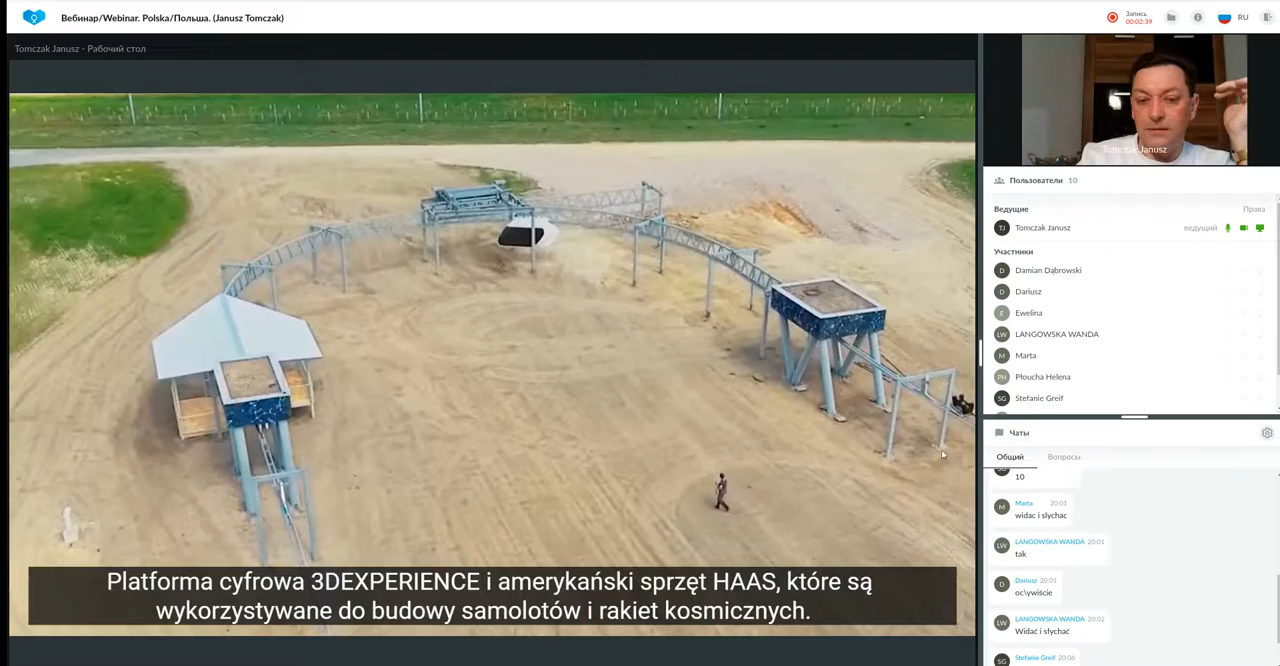 Вебинар/Webinar. Polska/Польша. (Janusz Tomczak)
Запись
00:02:39
RU
Tomczak Janusz - Рабочий стол
Tomczak Janusz
Пользователи 10
Ведущие Права
TJ Tomczak Janusz ведущий
Участники
D Damian Dąbrowski
D Dariusz
E Ewelina
LW LANGOWSKA WANDA
M Marta
PH Płoucha Helena
SG Stefanie Greif
Чаты
Общий Вопросы
10
M Marta 20:01
widac i slychac
LW LANGOWSKA WANDA 20:01
tak
D Dariusz 20:01
oc\ywiście
LW LANGOWSKA WANDA 20:02
Widać i słychać
SG Stefanie Greif 20:06
Platforma cyfrowa 3DEXPERIENCE i amerykański sprzęt HAAS, które są
wykorzystywane do budowy samolotów i rakiet kosmicznych.